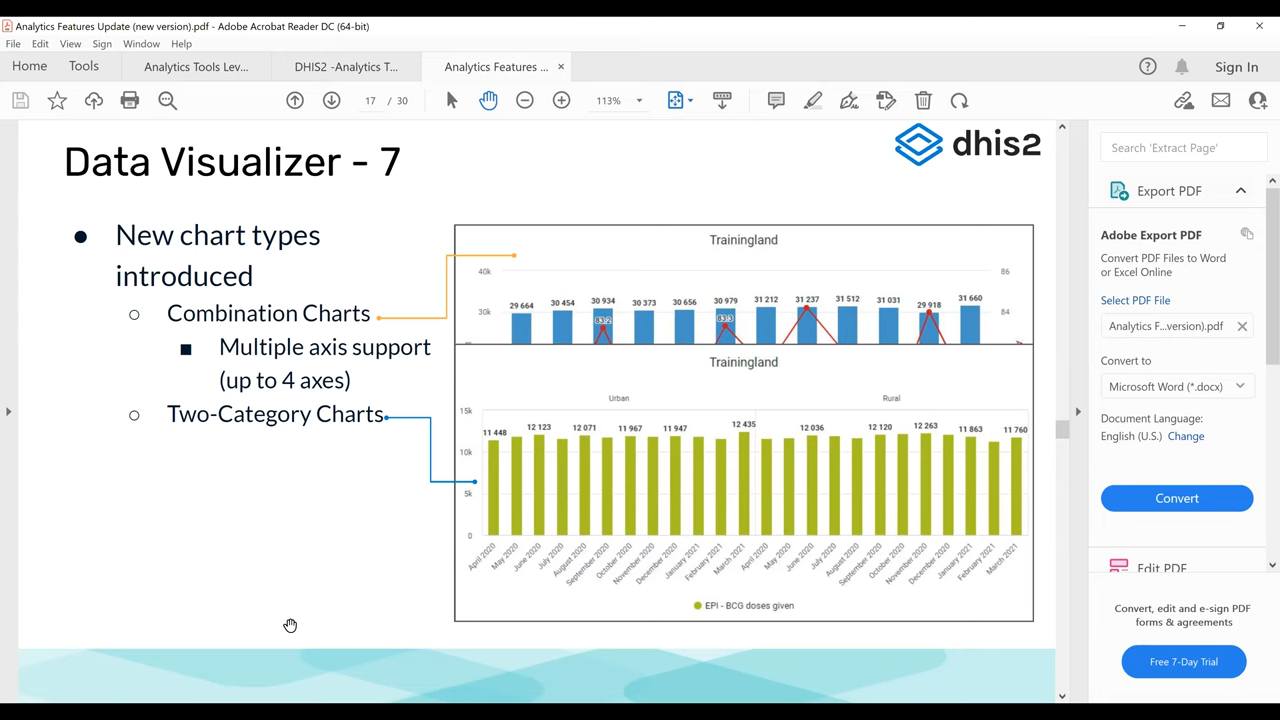 Analytics Features Update (new version).pdf - Adobe Acrobat Reader DC (64-bit)
File Edit View Sign Window Help
Home Tools Analytics Tools Lev... DHIS2 -Analytics T... Analytics Features ... × Sign In
17 / 30 113%
Data Visualizer - 7
dhis2
● New chart types
introduced
○ Combination Charts
■ Multiple axis support
(up to 4 axes)
○ Two-Category Charts
Trainingland
40k 86
29 664 30 454 30 934 30 373 30 656 30 979 31 212 31 237 31 512 31 031 29 918 31 660
30k 83.2 83.3 84
Trainingland
Urban Rural
15k
11 448 12 123 12 071 11 967 11 947 12 435 12 036 12 120 12 263 11 863 11 760
10k
5k
0
April 2020 May 2020 June 2020 July 2020 August 2020 September 2020 October 2020 November 2020 December 2020 January 2021 February 2021 March 2021 April 2020 May 2020 June 2020 July 2020 August 2020 September 2020 October 2020 November 2020 December 2020 January 2021 February 2021 March 2021
EPI - BCG doses given
Search 'Extract Page'
Export PDF
Adobe Export PDF
Convert PDF Files to Word
or Excel Online
Select PDF File
Analytics F...version).pdf
Convert to
Microsoft Word (*.docx)
Document Language:
English (U.S.) Change
Convert
Edit PDF
Convert, edit and e-sign PDF
forms & agreements
Free 7-Day Trial